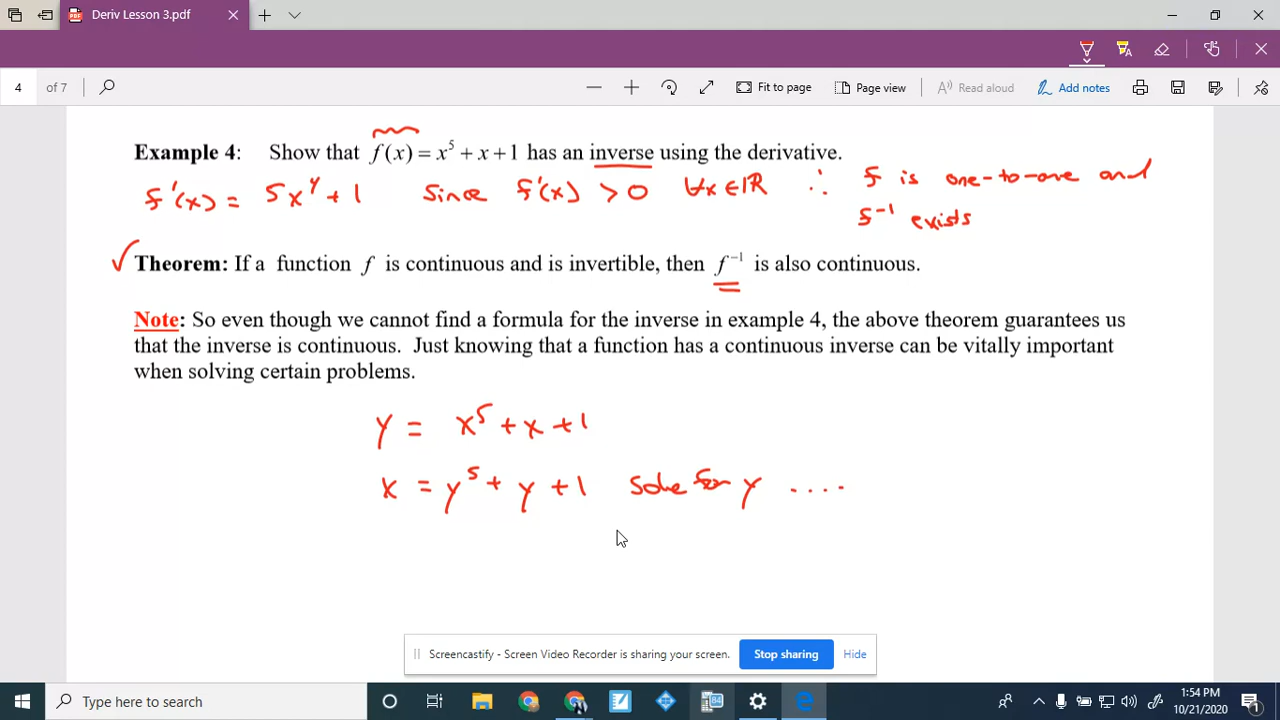 Deriv Lesson 3.pdf
4 of 7 Fit to page Page view Read aloud Add notes
Example 4: Show that f(x) = x⁵ + x + 1 has an inverse using the derivative.
f'(x) = 5x⁴ + 1 Since f'(x) > 0 ∀x∈ℝ ∴ f is one-to-one and
f⁻¹ exists
Theorem: If a function f is continuous and is invertible, then f⁻¹ is also continuous.
Note: So even though we cannot find a formula for the inverse in example 4, the above theorem guarantees us
that the inverse is continuous. Just knowing that a function has a continuous inverse can be vitally important
when solving certain problems.
y = x⁵ + x + 1
x = y⁵ + y + 1 solve for y ....
Screencastify - Screen Video Recorder is sharing your screen. Stop sharing Hide
Type here to search
1:54 PM
10/21/2020